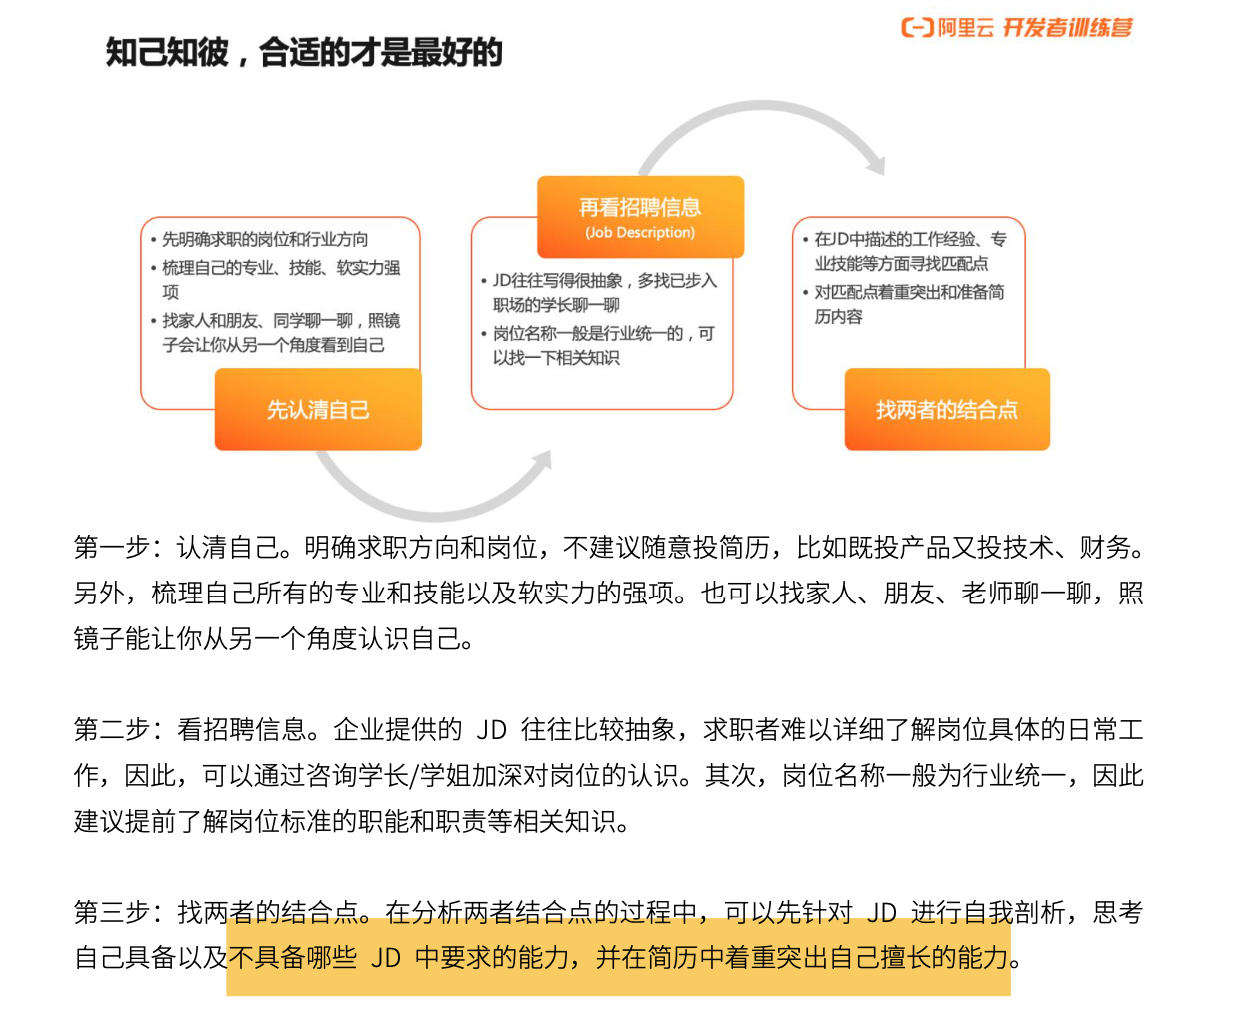 阿里云 开发者训练营
知己知彼，合适的才是最好的
• 先明确求职的岗位和行业方向
• 梳理自己的专业、技能、软实力强
项
• 找家人和朋友、同学聊一聊，照镜
子会让你从另一个角度看到自己
先认清自己
再看招聘信息
(Job Description)
• JD往往写得很抽象，多找已步入
职场的学长聊一聊
• 岗位名称一般是行业统一的，可
以找一下相关知识
• 在JD中描述的工作经验、专
业技能等方面寻找匹配点
• 对匹配点着重突出和准备简
历内容
找两者的结合点
第一步：认清自己。明确求职方向和岗位，不建议随意投简历，比如既投产品又投技术、财务。
另外，梳理自己所有的专业和技能以及软实力的强项。也可以找家人、朋友、老师聊一聊，照
镜子能让你从另一个角度认识自己。
第二步：看招聘信息。企业提供的 JD 往往比较抽象，求职者难以详细了解岗位具体的日常工
作，因此，可以通过咨询学长/学姐加深对岗位的认识。其次，岗位名称一般为行业统一，因此
建议提前了解岗位标准的职能和职责等相关知识。
第三步：找两者的结合点。在分析两者结合点的过程中，可以先针对 JD 进行自我剖析，思考
自己具备以及不具备哪些 JD 中要求的能力，并在简历中着重突出自己擅长的能力。